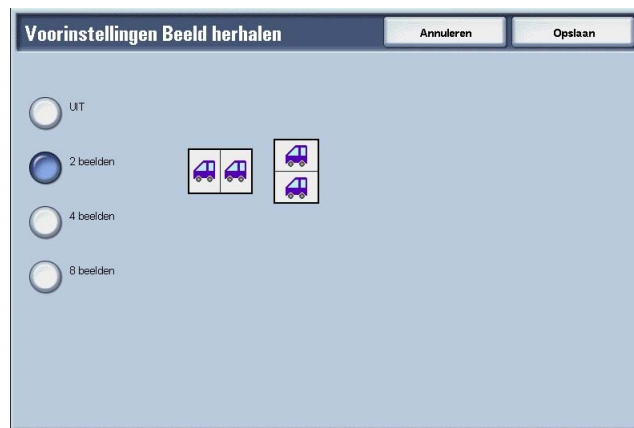 Voorinstellingen Beeld herhalen
Annuleren
Opslaan
UIT
2 beelden
4 beelden
8 beelden